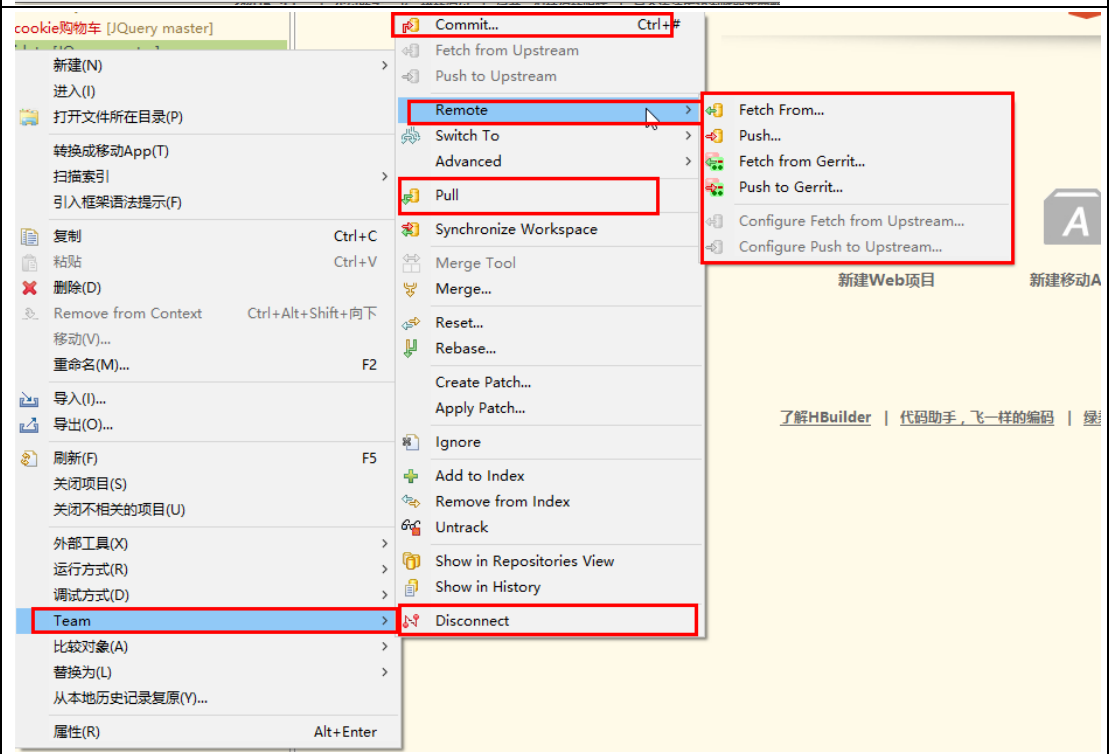 cookie购物车 [JQuery master]
新建(N)
进入(I)
打开文件所在目录(P)
转换成移动App(T)
扫描索引
引入框架语法提示(F)
复制 Ctrl+C
粘贴 Ctrl+V
删除(D)
Remove from Context Ctrl+Alt+Shift+向下
移动(V)...
重命名(M)... F2
导入(I)...
导出(O)...
刷新(F) F5
关闭项目(S)
关闭不相关的项目(U)
外部工具(X)
运行方式(R)
调试方式(D)
Team
比较对象(A)
替换为(L)
从本地历史记录复原(Y)...
属性(R) Alt+Enter
Commit... Ctrl+#
Fetch from Upstream
Push to Upstream
Remote
Switch To
Advanced
Pull
Synchronize Workspace
Merge Tool
Merge...
Reset...
Rebase...
Create Patch...
Apply Patch...
Ignore
Add to Index
Remove from Index
Untrack
Show in Repositories View
Show in History
Disconnect
Fetch From...
Push...
Fetch from Gerrit...
Push to Gerrit...
Configure Fetch from Upstream...
Configure Push to Upstream...
A
新建Web项目 新建移动A
了解HBuilder | 代码助手，飞一样的编码 |